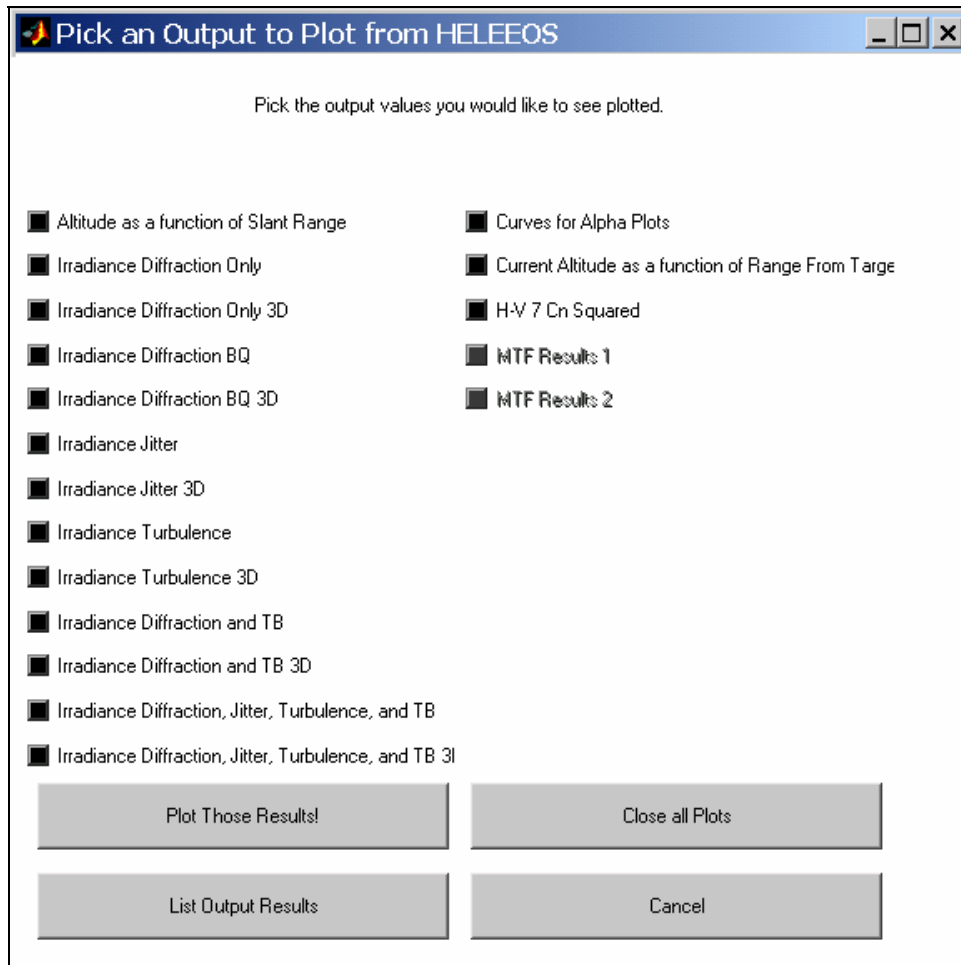 Pick an Output to Plot from HELEEOS
Pick the output values you would like to see plotted.
Altitude as a function of Slant Range
Irradiance Diffraction Only
Irradiance Diffraction Only 3D
Irradiance Diffraction BQ
Irradiance Diffraction BQ 3D
Irradiance Jitter
Irradiance Jitter 3D
Irradiance Turbulence
Irradiance Turbulence 3D
Irradiance Diffraction and TB
Irradiance Diffraction and TB 3D
Irradiance Diffraction, Jitter, Turbulence, and TB
Irradiance Diffraction, Jitter, Turbulence, and TB 3I
Curves for Alpha Plots
Current Altitude as a function of Range From Targe
H-V 7 Cn Squared
MTF Results 1
MTF Results 2
Plot Those Results!
Close all Plots
List Output Results
Cancel